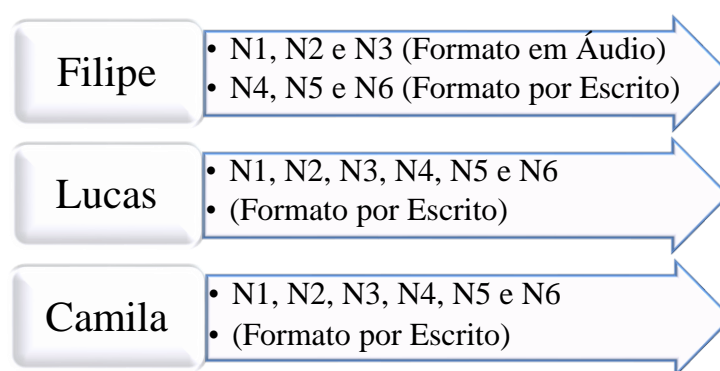 Filipe
• N1, N2 e N3 (Formato em Áudio)
• N4, N5 e N6 (Formato por Escrito)
Lucas
• N1, N2, N3, N4, N5 e N6
• (Formato por Escrito)
Camila
• N1, N2, N3, N4, N5 e N6
• (Formato por Escrito)